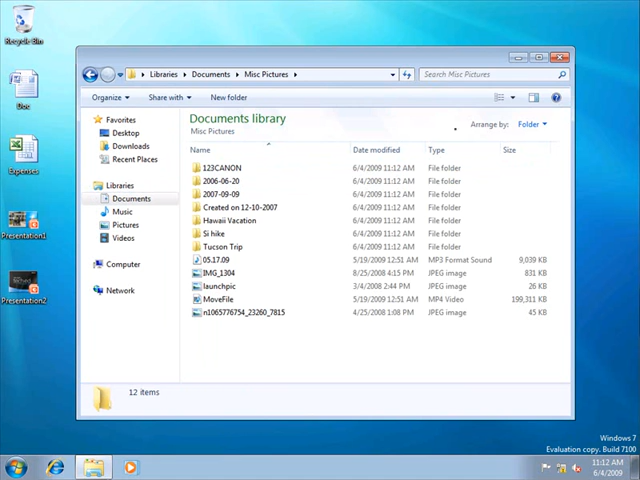 Recycle Bin
Doc
Expenses
Presentation1
Presentation2
Libraries Documents Misc Pictures
Search Misc Pictures
Organize Share with New folder
Favorites
Desktop
Downloads
Recent Places
Libraries
Documents
Music
Pictures
Videos
Computer
Network
Documents library
Misc Pictures
Arrange by: Folder
Name Date modified Type Size
123CANON 6/4/2009 11:12 AM File folder
2006-06-20 6/4/2009 11:12 AM File folder
2007-09-09 6/4/2009 11:12 AM File folder
Created on 12-10-2007 6/4/2009 11:12 AM File folder
Hawaii Vacation 6/4/2009 11:12 AM File folder
Si hike 6/4/2009 11:12 AM File folder
Tucson Trip 6/4/2009 11:12 AM File folder
05.17.09 5/19/2009 12:51 AM MP3 Format Sound 9,039 KB
IMG_1304 8/25/2008 4:15 PM JPEG image 831 KB
launchpic 3/4/2008 2:44 PM JPEG image 26 KB
MoveFile 5/19/2009 12:51 AM MP4 Video 199,311 KB
n1065776754_23260_7815 4/25/2008 1:08 PM JPEG image 45 KB
12 items
Windows 7
Evaluation copy. Build 7100
11:12 AM
6/4/2009